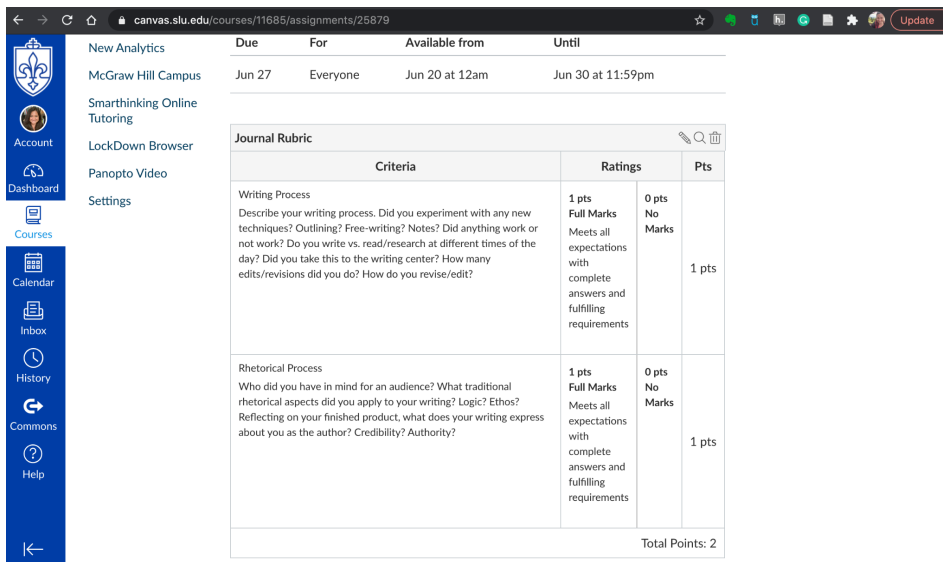 canvas.slu.edu/courses/11685/assignments/25879
Update
Account
Dashboard
Courses
Calendar
Inbox
History
Commons
Help
New Analytics
McGraw Hill Campus
Smarthinking Online
Tutoring
LockDown Browser
Panopto Video
Settings
Due For Available from Until
Jun 27 Everyone Jun 20 at 12am Jun 30 at 11:59pm
Journal Rubric
Criteria Ratings Pts
Writing Process
Describe your writing process. Did you experiment with any new
techniques? Outlining? Free-writing? Notes? Did anything work or
not work? Do you write vs. read/research at different times of the
day? Did you take this to the writing center? How many
edits/revisions did you do? How do you revise/edit?
1 pts
Full Marks
Meets all
expectations
with
complete
answers and
fulfilling
requirements
0 pts
No
Marks
1 pts
Rhetorical Process
Who did you have in mind for an audience? What traditional
rhetorical aspects did you apply to your writing? Logic? Ethos?
Reflecting on your finished product, what does your writing express
about you as the author? Credibility? Authority?
1 pts
Full Marks
Meets all
expectations
with
complete
answers and
fulfilling
requirements
0 pts
No
Marks
1 pts
Total Points: 2